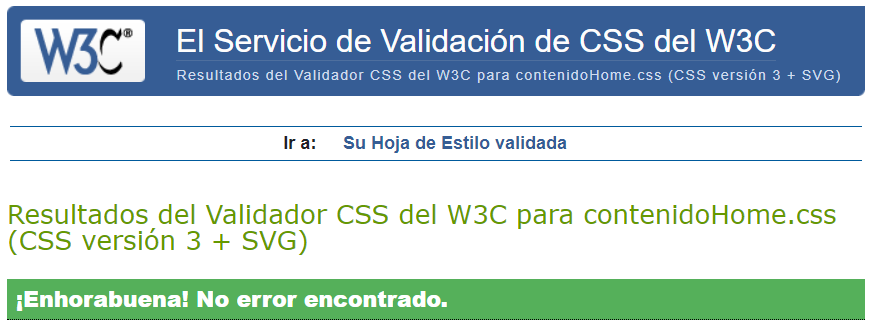 W3C®
El Servicio de Validación de CSS del W3C
Resultados del Validador CSS del W3C para contenidoHome.css (CSS versión 3 + SVG)
Ir a: Su Hoja de Estilo validada
Resultados del Validador CSS del W3C para contenidoHome.css
(CSS versión 3 + SVG)
¡Enhorabuena! No error encontrado.